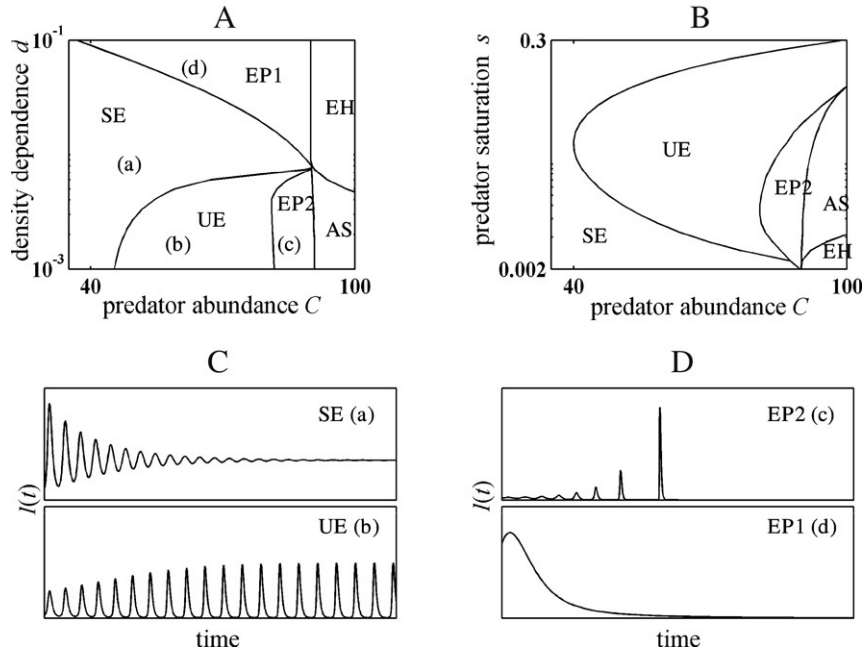 A
density dependence d
10⁻¹
10⁻³
(d)
EP1
EH
SE
(a)
UE
EP2
AS
(b)
(c)
40
100
predator abundance C
B
predator saturation s
0.3
0.002
UE
EP2
AS
SE
EH
40
100
predator abundance C
C
I(t)
SE (a)
UE (b)
time
D
I(t)
EP2 (c)
EP1 (d)
time